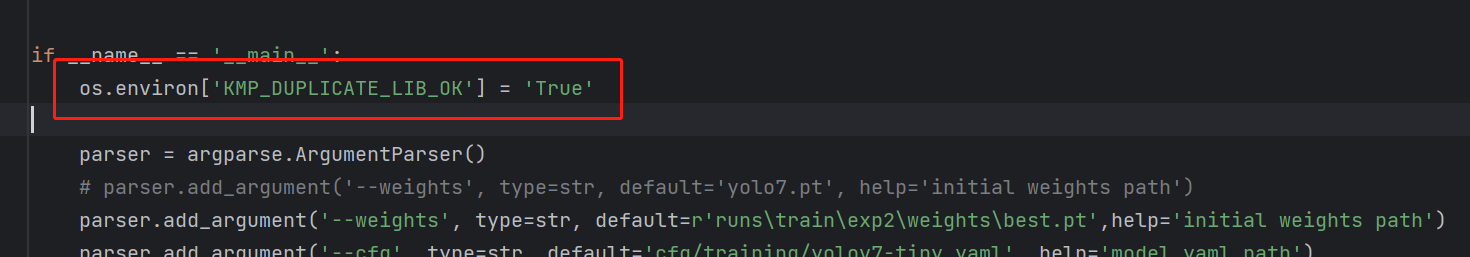 if __name__ == '__main__':
os.environ['KMP_DUPLICATE_LIB_OK'] = 'True'
parser = argparse.ArgumentParser()
# parser.add_argument('--weights', type=str, default='yolo7.pt', help='initial weights path')
parser.add_argument('--weights', type=str, default=r'runs\train\exp2\weights\best.pt',help='initial weights path')
parser.add_argument('--cfg', type=str, default='cfg/training/yolov7-tiny.yaml', help='model.yaml path')